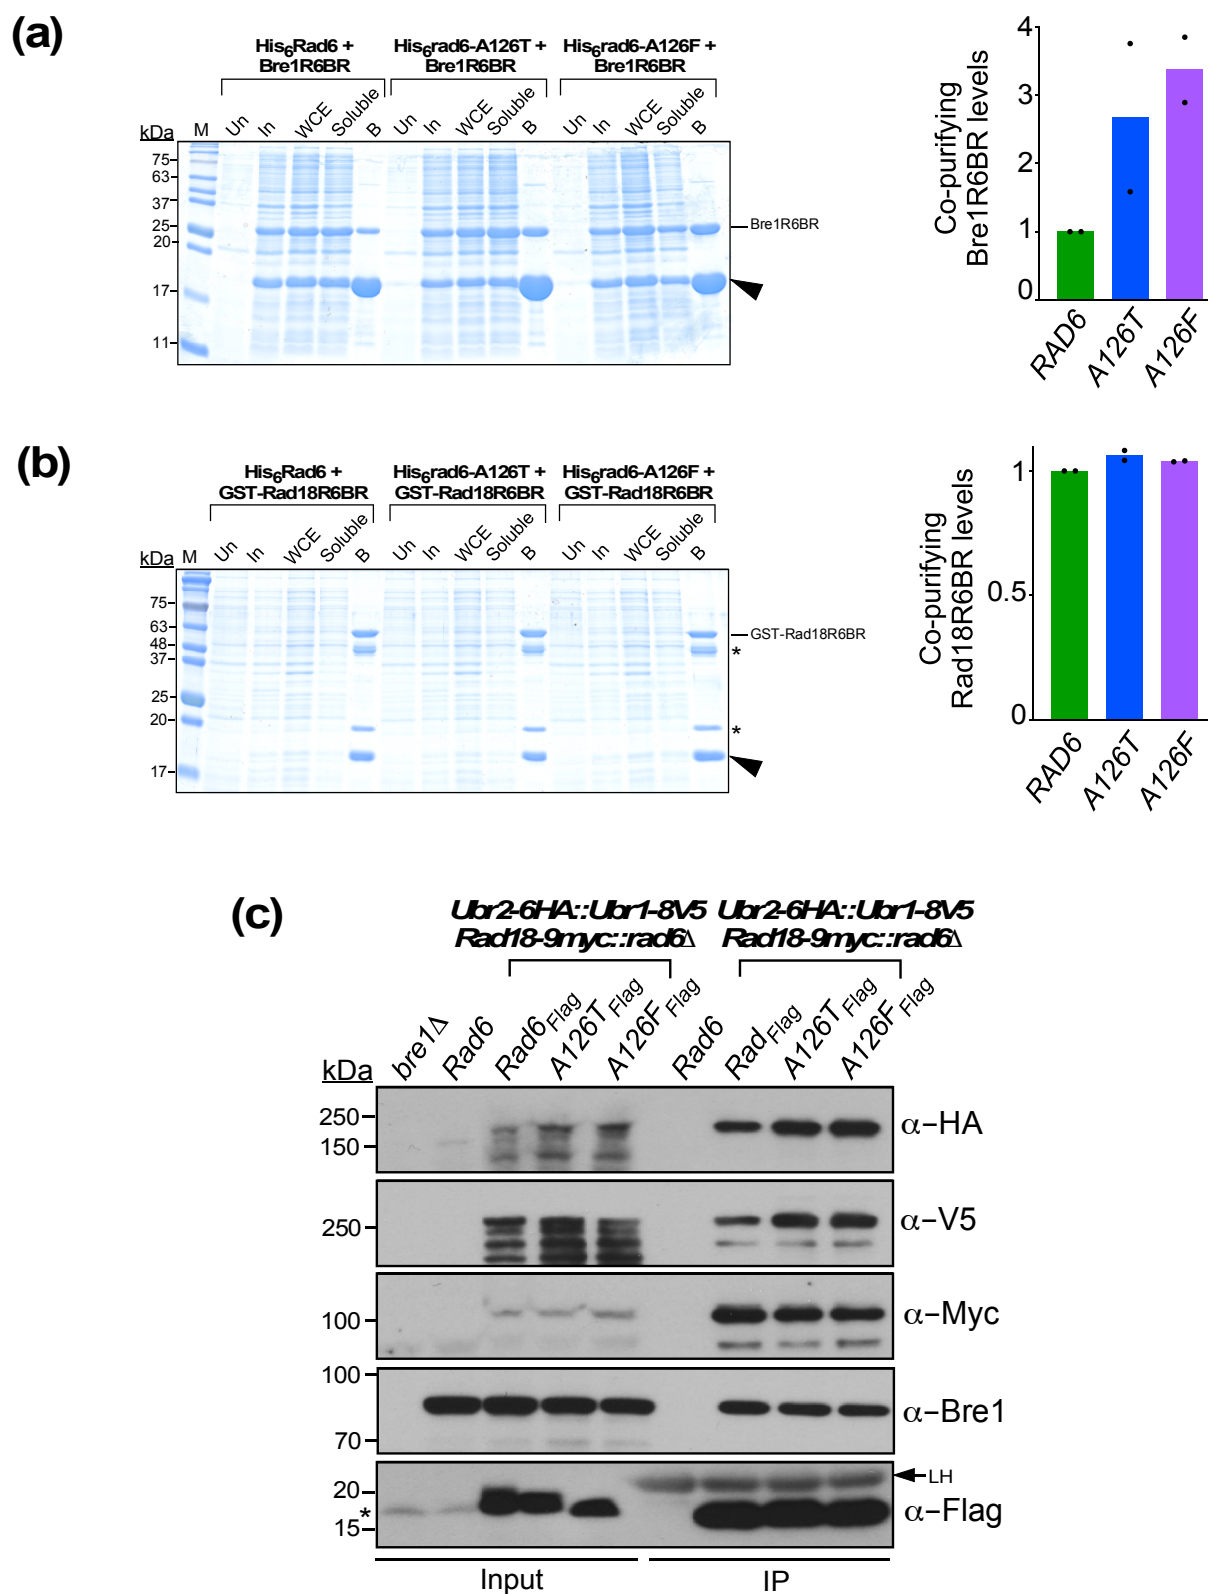 (a)
His6Rad6 + His6rad6-A126T + His6rad6-A126F +
Bre1R6BR Bre1R6BR Bre1R6BR
kDa M Un In WCE Soluble B Un In WCE Soluble B Un In WCE Soluble B
75
63
37
25
20
17
11
Bre1R6BR
Co-purifying
Bre1R6BR levels
4
3
2
1
0
RAD6 A126T A126F
(b)
His6Rad6 + His6rad6-A126T + His6rad6-A126F +
GST-Rad18R6BR GST-Rad18R6BR GST-Rad18R6BR
kDa M Un In WCE Soluble B Un In WCE Soluble B Un In WCE Soluble B
75
63
48
37
25
20
17
GST-Rad18R6BR
*
*
Co-purifying
Rad18R6BR levels
1
0.5
0
RAD6 A126T A126F
(c)
Ubr2-6HA::Ubr1-8V5 Ubr2-6HA::Ubr1-8V5
Rad18-9myc::rad6Δ Rad18-9myc::rad6Δ
kDa bre1Δ Rad6 Rad6Flag A126TFlag A126FFlag Rad6 RadFlag A126TFlag A126FFlag
250
150
α–HA
250
α–V5
100
α–Myc
100
70
α–Bre1
20
*
15
LH
α–Flag
Input IP